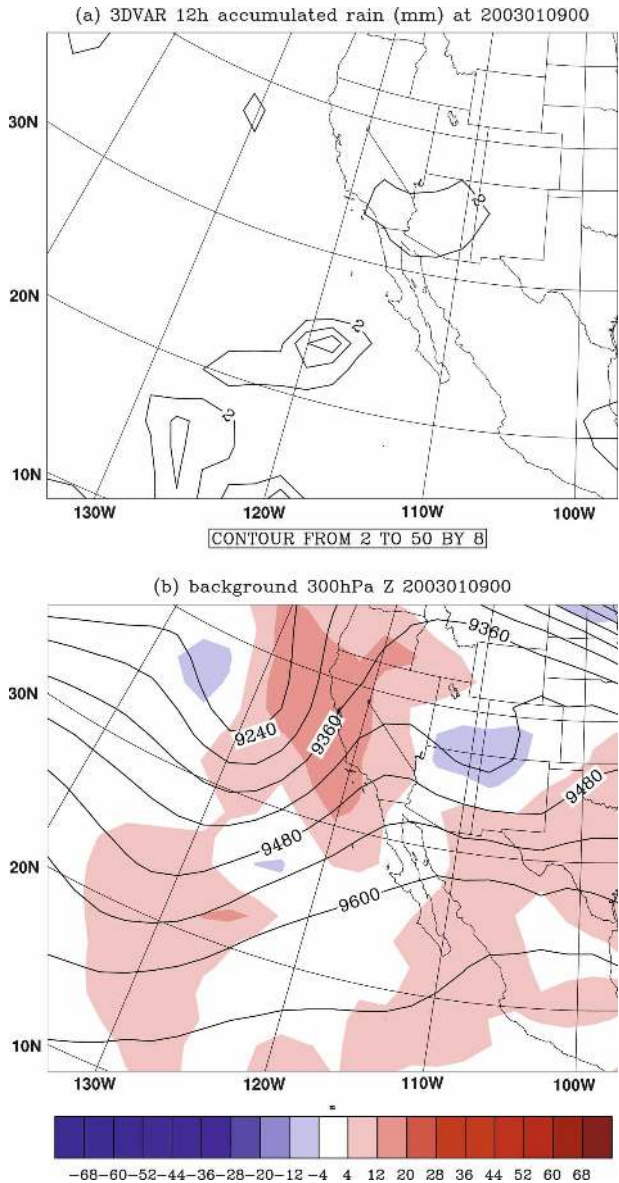 (a) 3DVAR 12h accumulated rain (mm) at 2003010900
30N
2
20N
2
2
10N
130W 120W 110W 100W
CONTOUR FROM 2 TO 50 BY 8
(b) background 300hPa Z 2003010900
9360
30N
9240 9360
9480
9480
20N
9600
10N
130W 120W 110W 100W
m
-68 -60 -52 -44 -36 -28 -20 -12 -4 4 12 20 28 36 44 52 60 68